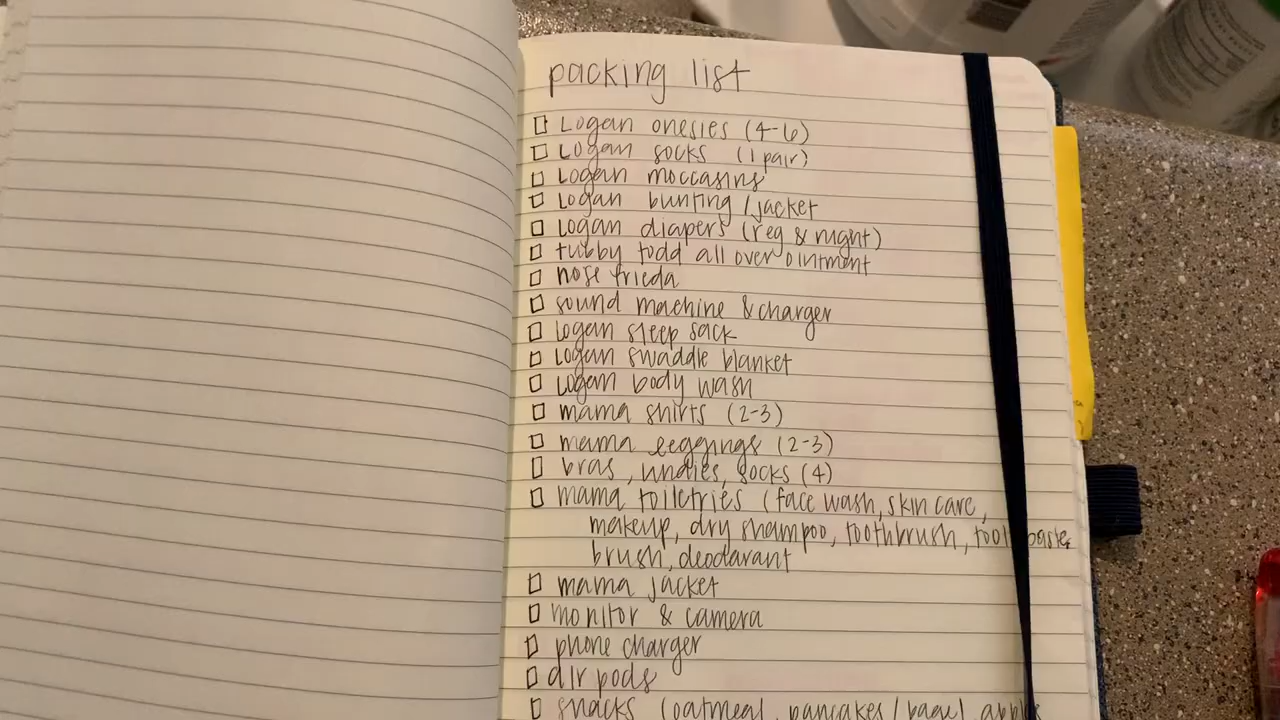 packing list
Logan onesies (4-6)
Logan socks (1 pair)
Logan moccasins
Logan bunting/jacket
Logan diapers (reg & night)
tubby todd all over ointment
nose frieda
sound machine & charger
logan sleep sack
logan swaddle blanket
logan body wash
mama shirts (2-3)
mama leggings (2-3)
bras, undies, socks (4)
mama toiletries (face wash, skin care,
makeup, dry shampoo, toothbrush,
brush, deodarant
mama jacket
monitor & camera
phone charger
air pods
snacks (oatmeal, pancakes/bagel,